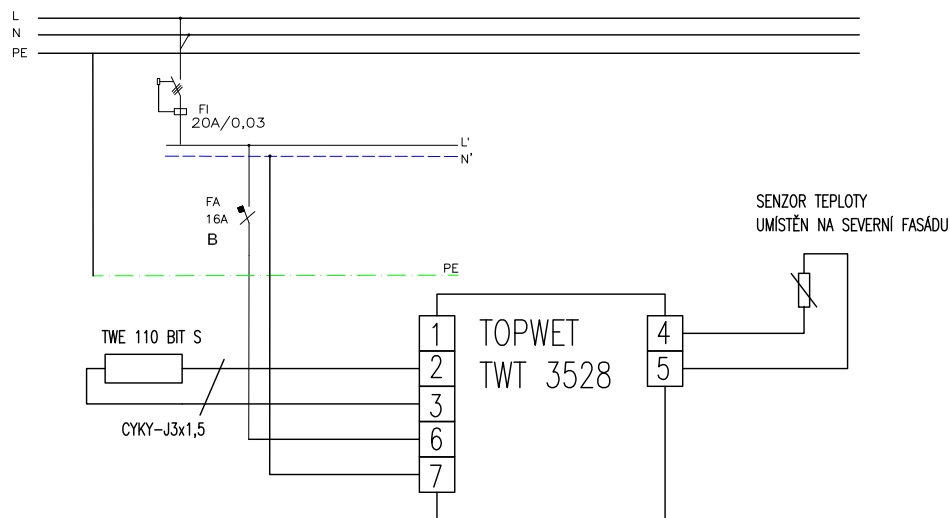 L
N
PE
FI
20A/0,03
L'
N'
FA
16A
B
SENZOR TEPLOTY
UMÍSTĚN NA SEVERNÍ FASÁDU
PE
TWE 110 BIT S
CYKY-J3x1,5
1
2
3
6
7
TOPWET
TWT 3528
4
5